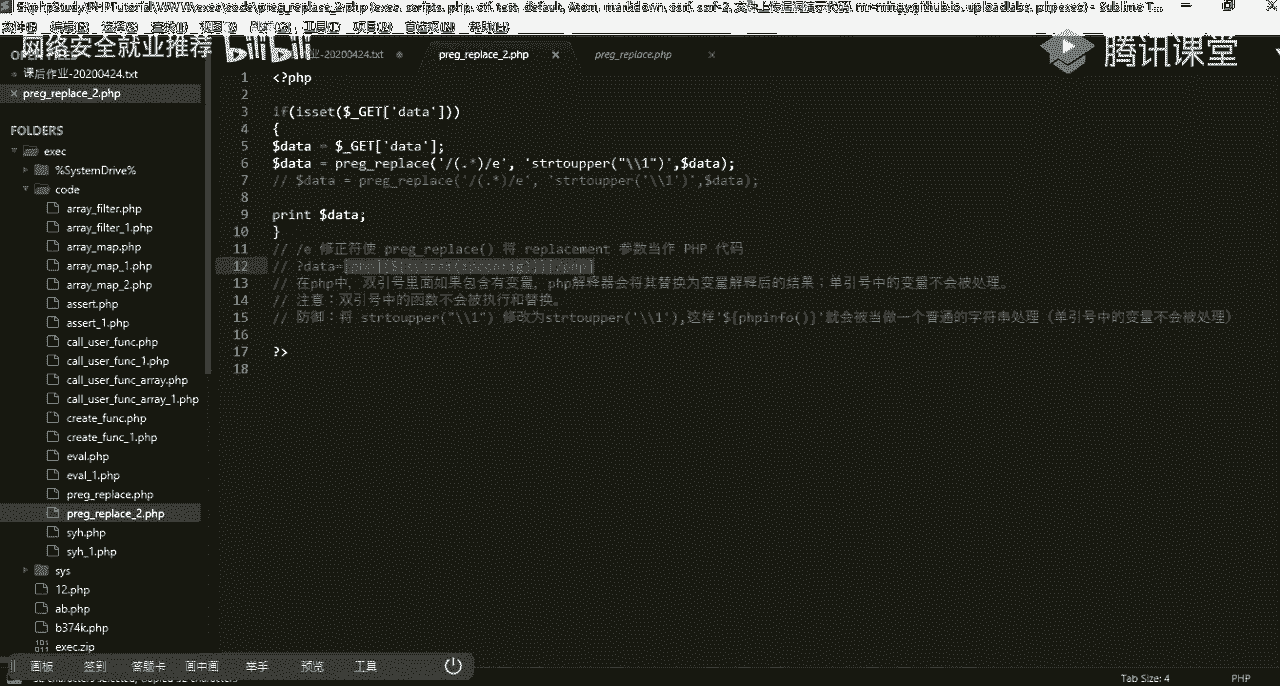 网络安全就业推荐
bilibili
腾讯课堂
业-20200424.txt
preg_replace_2.php
preg_replace.php
课后作业-20200424.txt
preg_replace_2.php
FOLDERS
exec
%SystemDrive%
code
array_filter.php
array_filter_1.php
array_map.php
array_map_1.php
array_map_2.php
assert.php
assert_1.php
call_user_func.php
call_user_func_1.php
call_user_func_array.php
call_user_func_array_1.php
create_func.php
create_func_1.php
eval.php
eval_1.php
preg_replace.php
preg_replace_2.php
syh.php
syh_1.php
sys
12.php
ab.php
b374k.php
exec.zip
1 <?php
2
3 if(isset($_GET['data']))
4 {
5 $data = $_GET['data'];
6 $data = preg_replace('/(.*)/e', 'strtoupper("\\1")',$data);
7 // $data = preg_replace('/(.*)/e', 'strtoupper('\\1')',$data);
8
9 print $data;
10 }
11 // /e 修正符使 preg_replace() 将 replacement 参数当作 PHP 代码
12 // ?data=
13 // 在php中，双引号里面如果包含有变量，php解释器会将其替换为变量解释后的结果；单引号中的变量不会被处理。
14 // 注意：双引号中的函数不会被执行和替换。
15 // 防御：将 strtoupper("\\1") 修改为strtoupper('\\1'),这样'${phpinfo()}'就会被当做一个普通的字符串处理（单引号中的变量不会被处理）
16
17 ?>
18
画板 签到 答题卡 画中画 举手 预览 工具
Tab Size: 4 PHP